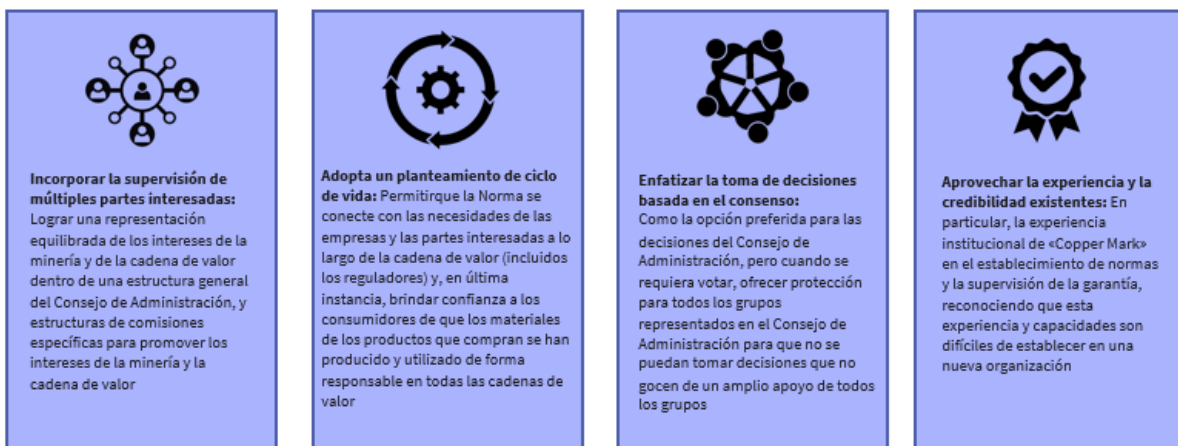 Incorporar la supervisión de
múltiples partes interesadas:
Lograr una representación
equilibrada de los intereses de la
minería y de la cadena de valor
dentro de una estructura general
del Consejo de Administración, y
estructuras de comisiones
específicas para promover los
intereses de la minería y la
cadena de valor
Adopta un planteamiento de ciclo
de vida: Permitirque la Norma se
conecte con las necesidades de las
empresas y las partes interesadas a lo
largo de la cadena de valor (incluidos
los reguladores) y, en última
instancia, brindar confianza a los
consumidores de que los materiales
de los productos que compran se han
producido y utilizado de forma
responsable en todas las cadenas de
valor
Enfatizar la toma de decisiones
basada en el consenso:
Como la opción preferida para las
decisiones del Consejo de
Administración, pero cuando se
requiera votar, ofrecer protección
para todos los grupos
representados en el Consejo de
Administración para que no se
puedan tomar decisiones que no
gocen de un amplio apoyo de todos
los grupos
Aprovechar la experiencia y la
credibilidad existentes: En
particular, la experiencia
institucional de «Copper Mark»
en el establecimiento de normas
y la supervisión de la garantía,
reconociendo que esta
experiencia y capacidades son
difíciles de establecer en una
nueva organización